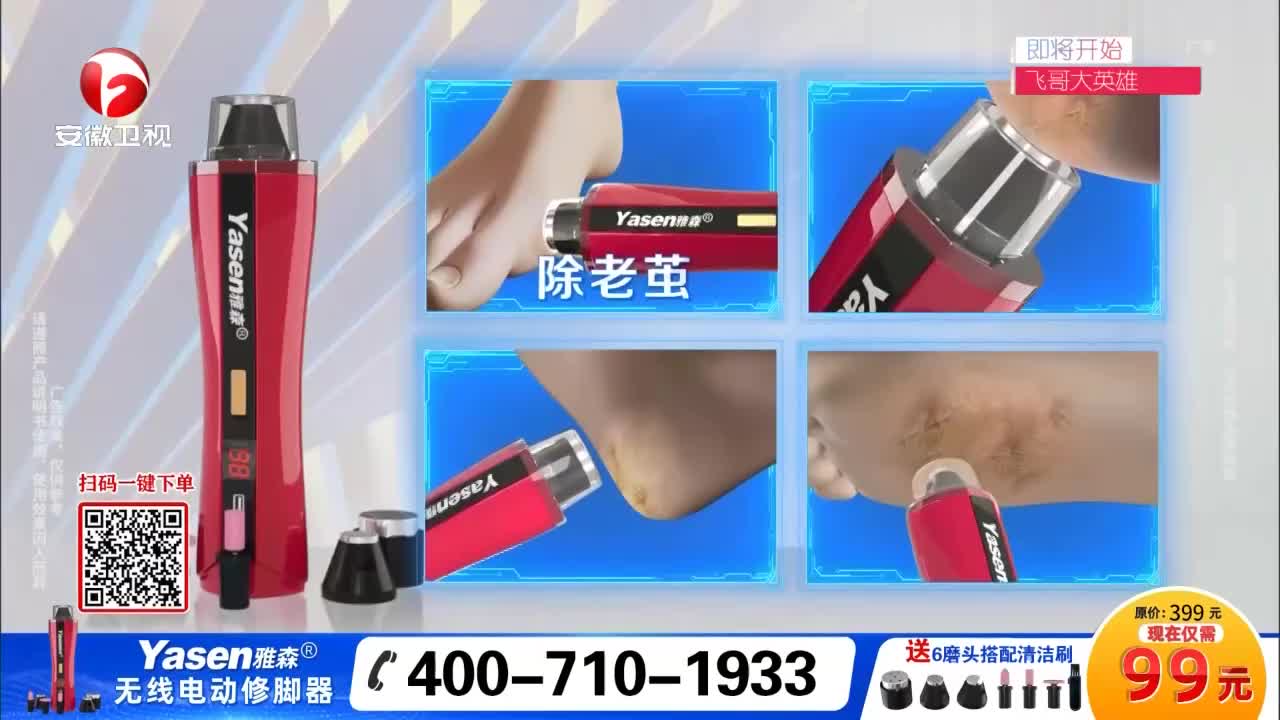 安徽卫视
即将开始
飞哥大英雄
Yasen雅森®
98
Yasen雅森®
除老茧
Yasen
Yasen
扫码一键下单
请遵照产品说明书使用 使用效果因人而异
广告效果，仅供参考
Yasen雅森®
无线电动修脚器
400-710-1933
送6磨头搭配清洁刷
原价：399元
现在仅需
99元